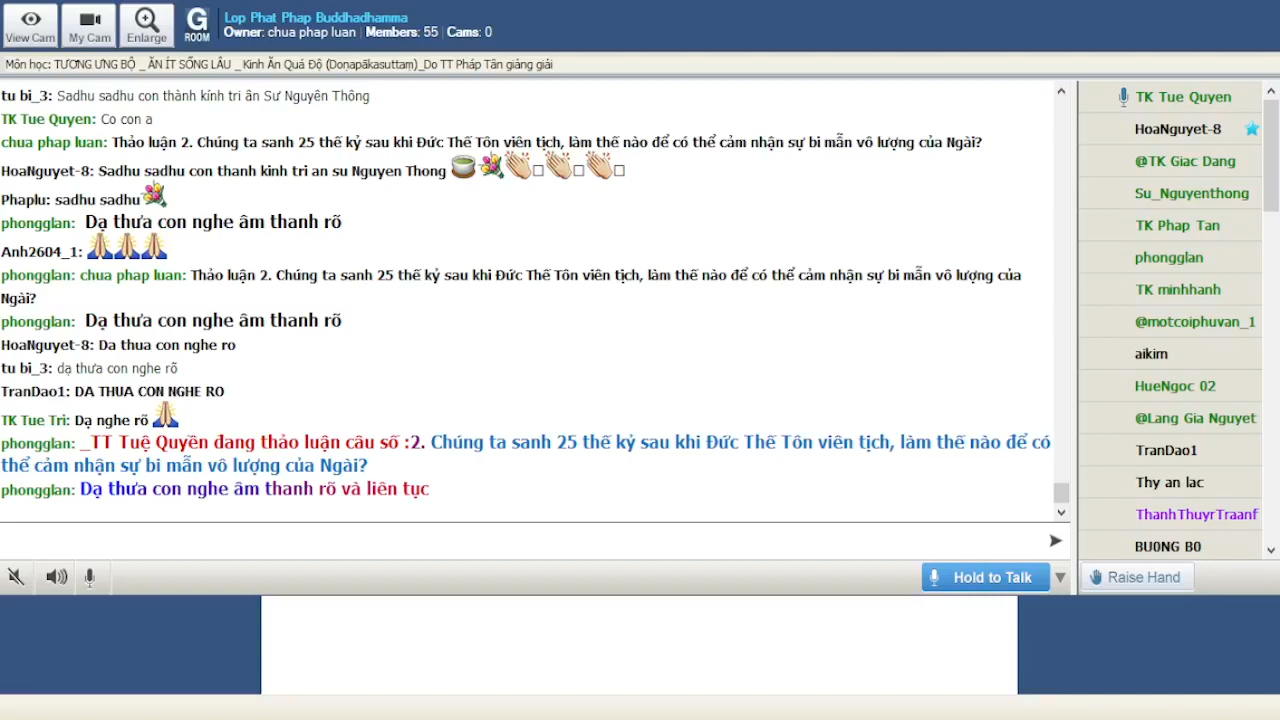 View Cam
My Cam
Enlarge
G
ROOM
Lop Phat Phap Buddhadhamma
Owner: chua phap luan | Members: 55 | Cams: 0
Môn học: TƯƠNG ƯNG BỘ _ ĂN ÍT SỐNG LÂU _ Kinh Ăn Quá Độ (Doṇapākasuttaṃ)_Do TT Pháp Tân giảng giải
tu bi_3: Sadhu sadhu con thành kính tri ân Sư Nguyên Thông
TK Tue Quyen: Co con a
chua phap luan: Thảo luận 2. Chúng ta sanh 25 thế kỷ sau khi Đức Thế Tôn viên tịch, làm thế nào để có thể cảm nhận sự bi mẫn vô lượng của Ngài?
HoaNguyet-8: Sadhu sadhu con thanh kinh tri an su Nguyen Thong
Phaplu: sadhu sadhu
phongglan: Dạ thưa con nghe âm thanh rõ
Anh2604_1:
phongglan: chua phap luan: Thảo luận 2. Chúng ta sanh 25 thế kỷ sau khi Đức Thế Tôn viên tịch, làm thế nào để có thể cảm nhận sự bi mẫn vô lượng của
Ngài?
phongglan: Dạ thưa con nghe âm thanh rõ
HoaNguyet-8: Da thua con nghe ro
tu bi_3: dạ thưa con nghe rõ
TranDao1: DA THUA CON NGHE RO
TK Tue Tri: Dạ nghe rõ
phongglan: _TT Tuệ Quyền đang thảo luận câu số :2. Chúng ta sanh 25 thế kỷ sau khi Đức Thế Tôn viên tịch, làm thế nào để có
thể cảm nhận sự bi mẫn vô lượng của Ngài?
phongglan: Dạ thưa con nghe âm thanh rõ và liên tục
TK Tue Quyen
HoaNguyet-8
@TK Giac Dang
Su_Nguyenthong
TK Phap Tan
phongglan
TK minhhanh
@motcoiphuvan_1
aikim
HueNgoc 02
@Lang Gia Nguyet
TranDao1
Thy an lac
ThanhThuyrTraanf
BU0NG B0
Hold to Talk
Raise Hand